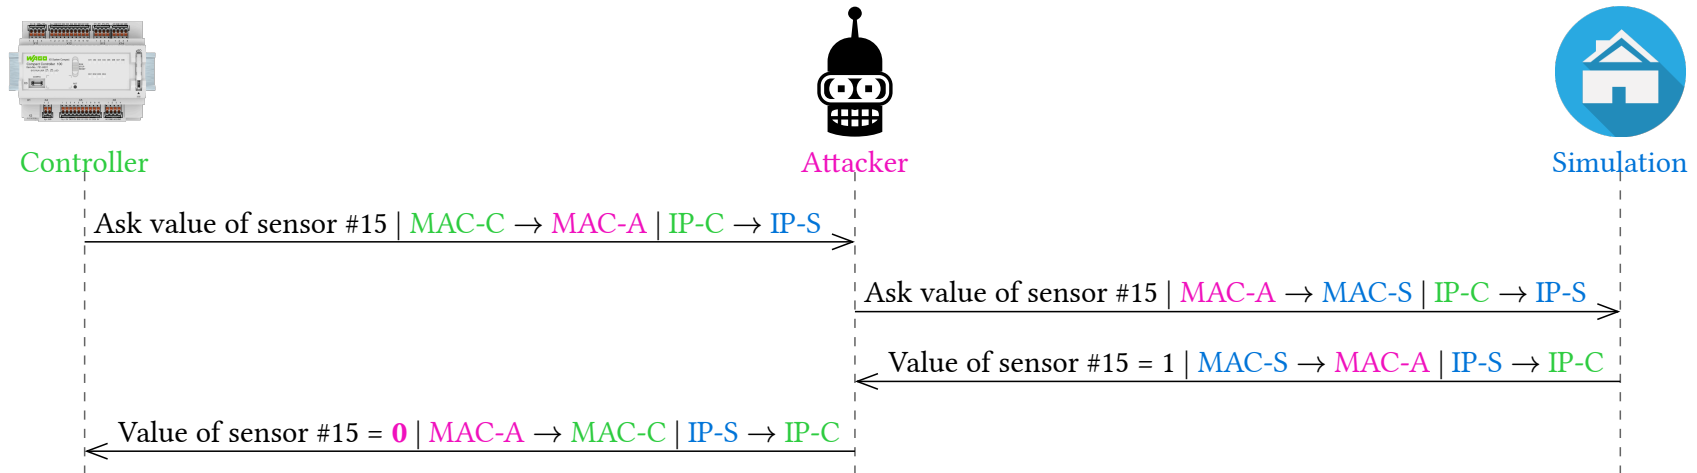 WAGO
Controller
Attacker
Simulation
Ask value of sensor #15 | MAC-C → MAC-A | IP-C → IP-S
Ask value of sensor #15 | MAC-A → MAC-S | IP-C → IP-S
Value of sensor #15 = 1 | MAC-S → MAC-A | IP-S → IP-C
Value of sensor #15 = 0 | MAC-A → MAC-C | IP-S → IP-C